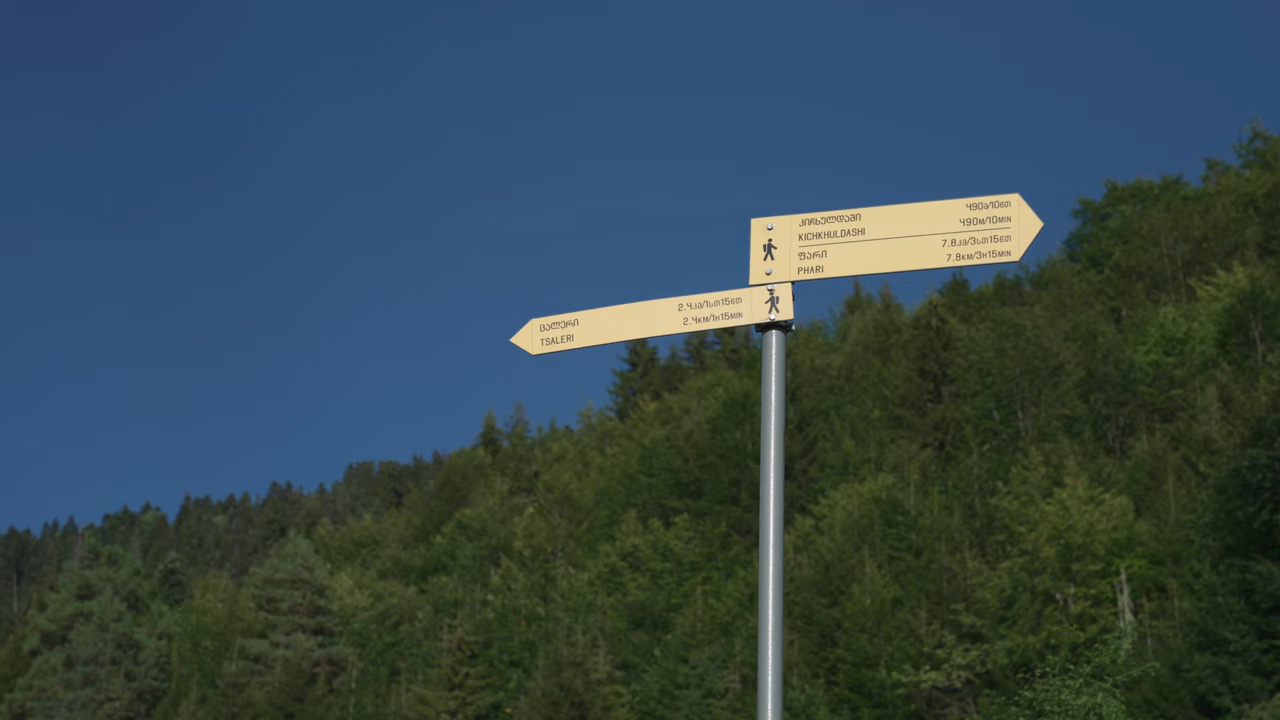 კიჩხულდაში 490მ/10წთ
KICHKHULDASHI 490M/10MIN
ფარი 7.8კმ/3სთ15წთ
PHARI 7.8KM/3H15MIN
ცალერი 2.4კმ/1სთ15წთ
TSALERI 2.4KM/1H15MIN